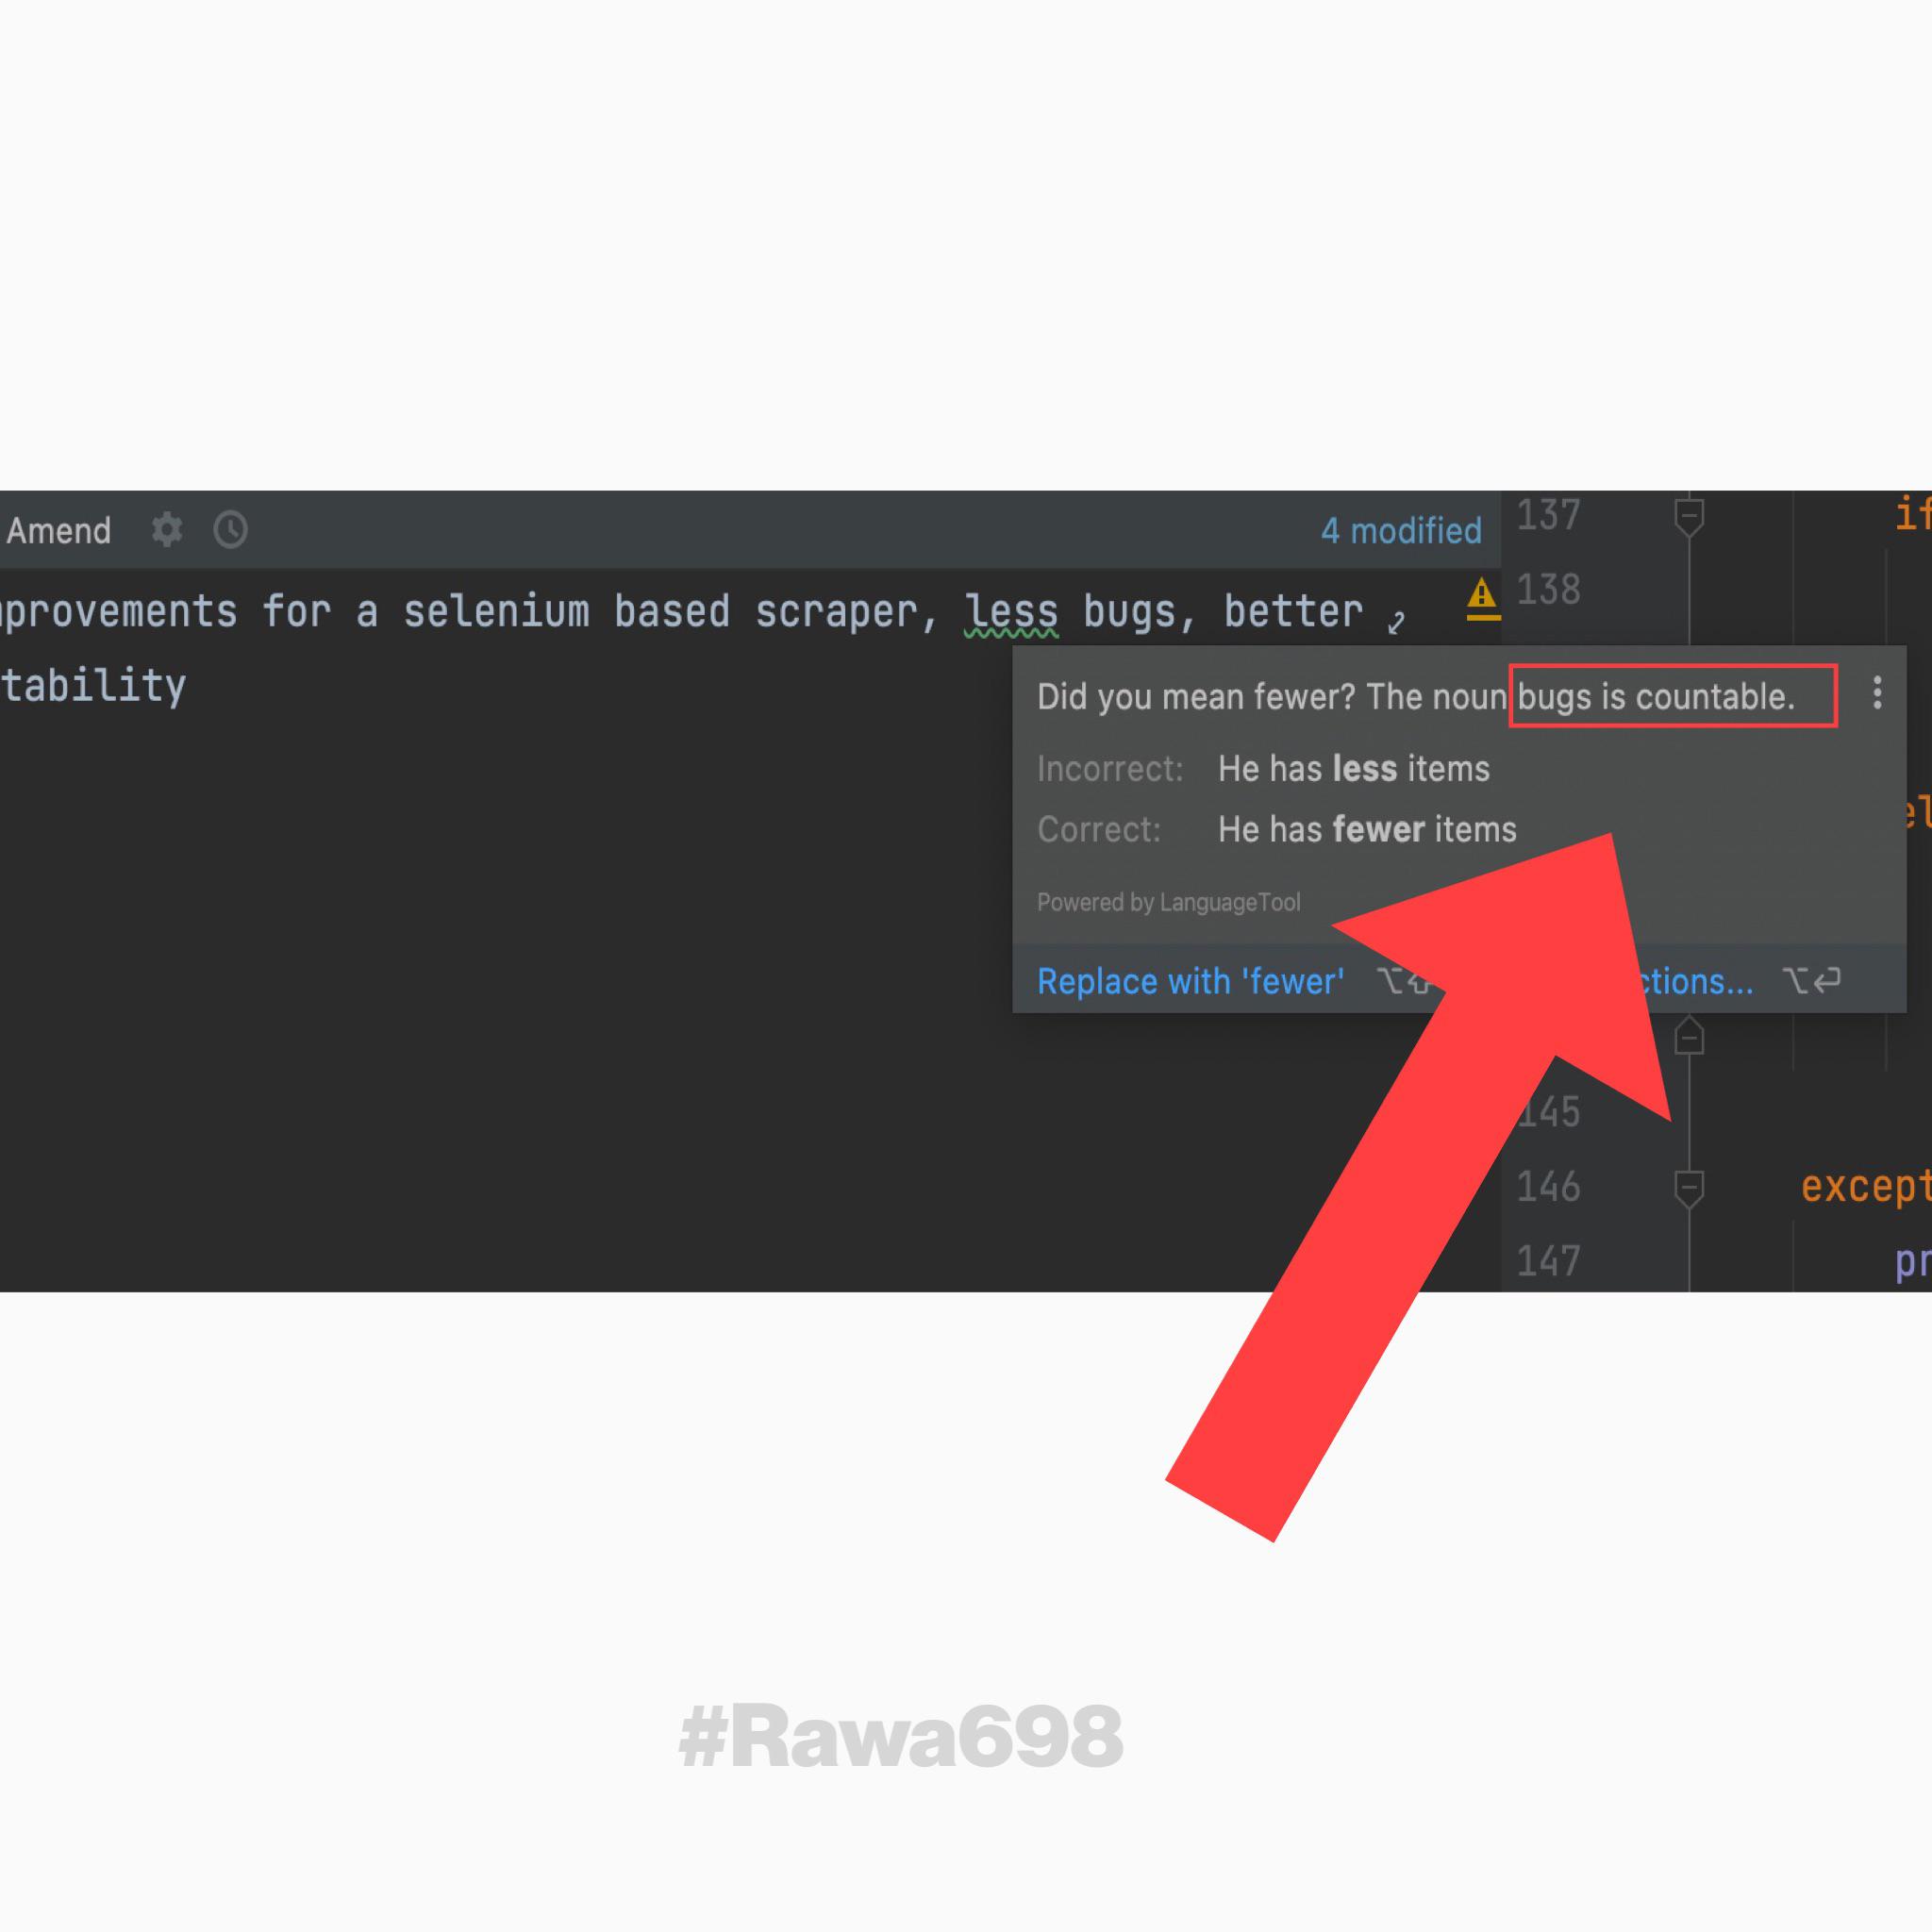 Amend
4 modified
provements for a selenium based scraper, less bugs, better
tability
Did you mean fewer? The noun bugs is countable.
Incorrect: He has less items
Correct: He has fewer items
Powered by LanguageTool
Replace with 'fewer' ⌥⇧ ctions... ⌥⏎
137 if
138
el
145
146 except
147 pr
#Rawa698